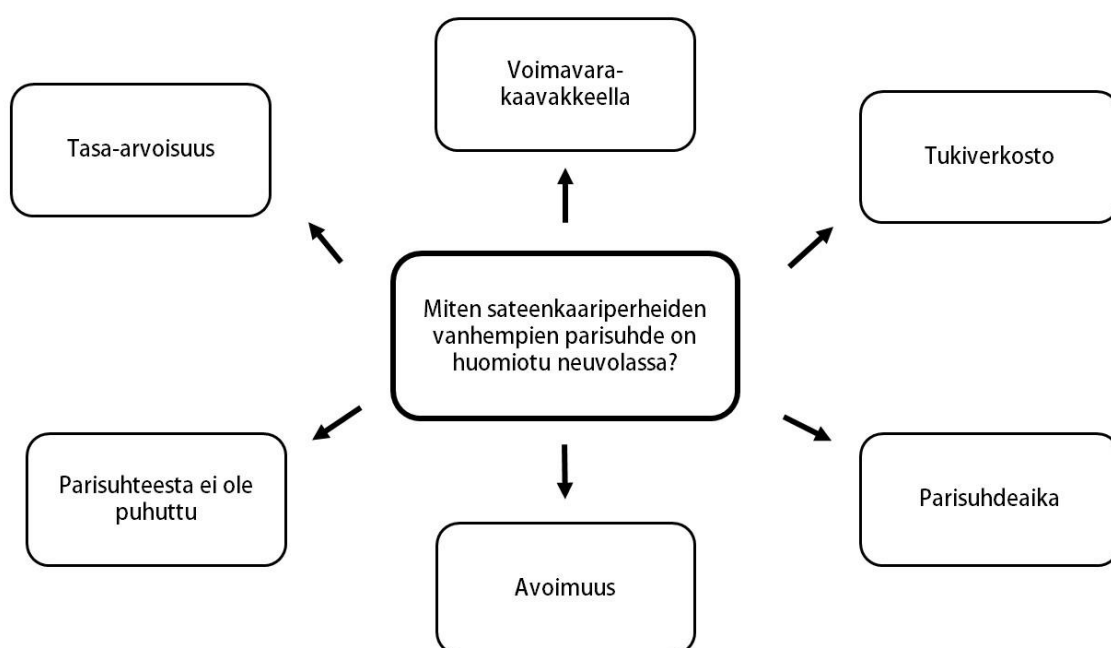 Voimavara-
kaavakkeella
Tasa-arvoisuus
Tukiverkosto
Miten sateenkaariperheiden
vanhempien parisuhde on
huomiotu neuvolassa?
Parisuhteesta ei ole
puhuttu
Parisuhdeaika
Avoimuus